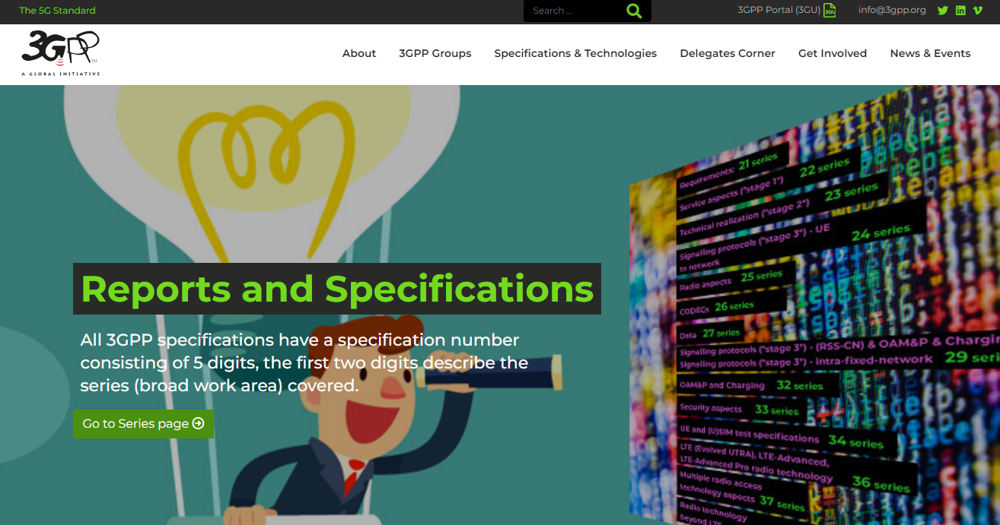 The 5G Standard
Search ...
3GPP Portal (3GU)
3GU
info@3gpp.org
3GPP
TM
A GLOBAL INITIATIVE
About
3GPP Groups
Specifications & Technologies
Delegates Corner
Get Involved
News & Events
Reports and Specifications
All 3GPP specifications have a specification number
consisting of 5 digits, the first two digits describe the
series (broad work area) covered.
Go to Series page
Requirements: 21 series
Service aspects ("stage 1") 22 series
Technical realization ("stage 2") 23 series
Signalling protocols ("stage 3") - UE
to network 24 series
Radio aspects 25 series
CODECs 26 series
Data 27 series
Signalling protocols ("stage 3") - (RSS-CN) & OAM&P & Chargin
Signalling protocols ("stage 3") - intra-fixed-network 29 seri
OAM&P and Charging 32 series
Security aspects 33 series
UE and (U)SIM test specifications 34 series
LTE (Evolved UTRA), LTE-Advanced,
LTE-Advanced Pro radio technology 36 series
Multiple radio access
technology aspects 37 series
Radio technology
beyond LTE